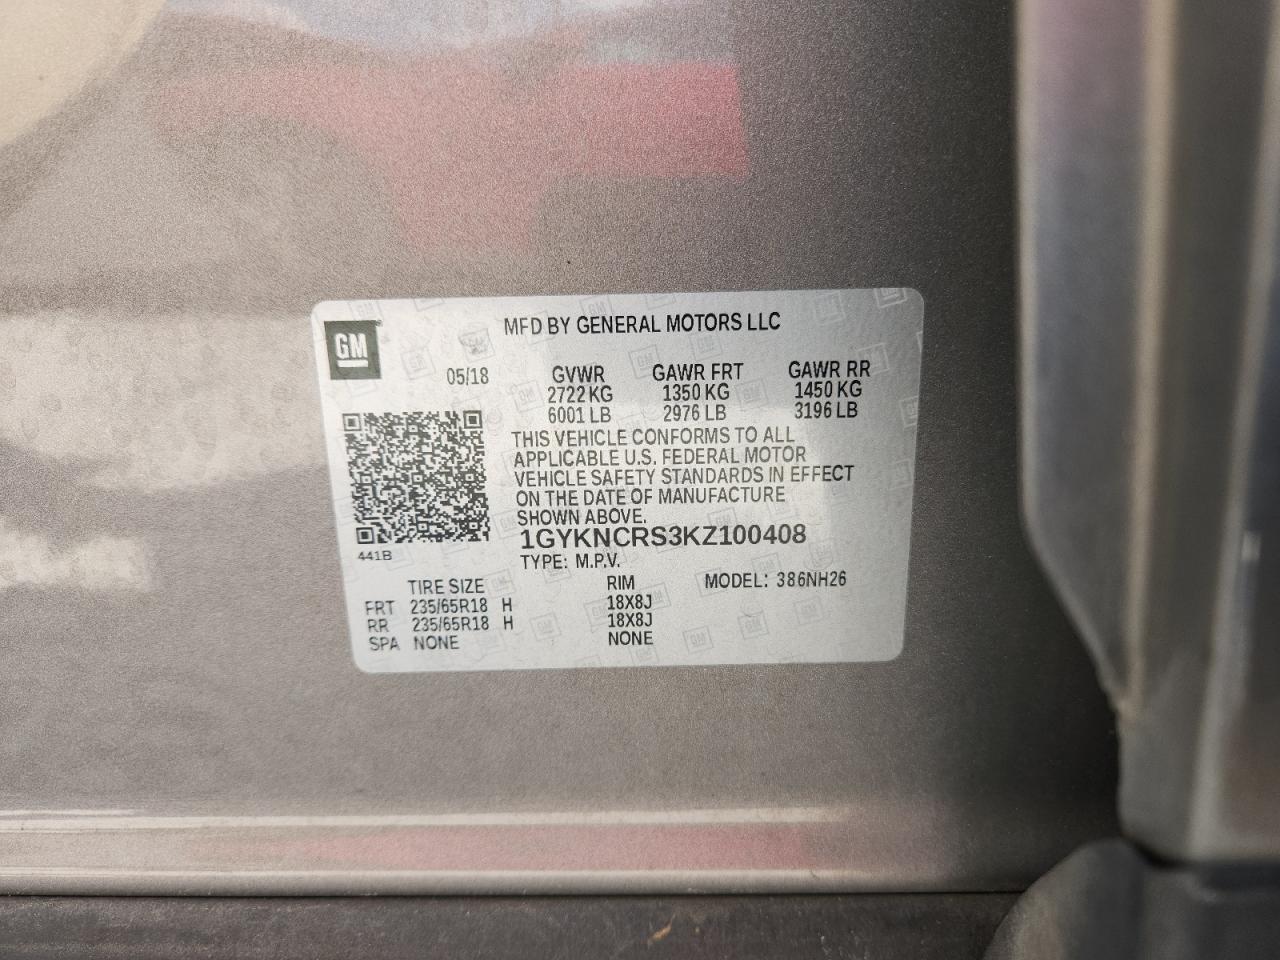 GM
MFD BY GENERAL MOTORS LLC
05/18 GVWR GAWR FRT GAWR RR
2722 KG 1350 KG 1450 KG
6001 LB 2976 LB 3196 LB
THIS VEHICLE CONFORMS TO ALL
APPLICABLE U.S. FEDERAL MOTOR
VEHICLE SAFETY STANDARDS IN EFFECT
ON THE DATE OF MANUFACTURE
SHOWN ABOVE.
1GYKNCRS3KZ100408
441B
TYPE: M.P.V.
TIRE SIZE RIM MODEL: 386NH26
FRT 235/65R18 H 18X8J
RR 235/65R18 H 18X8J
SPA NONE NONE